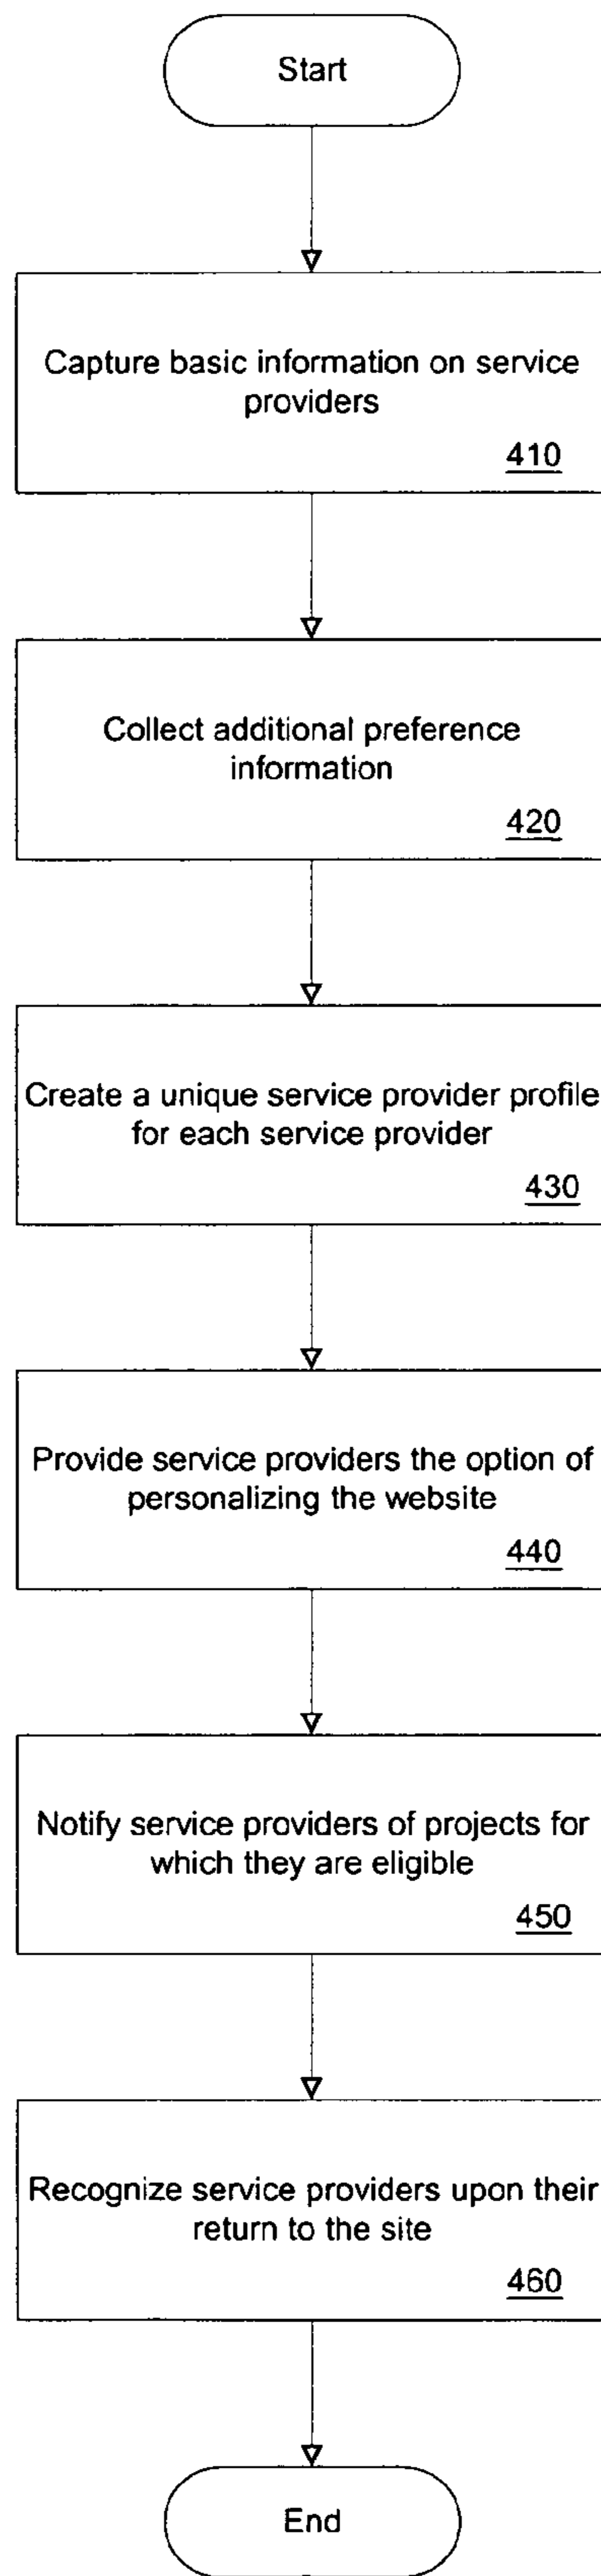 Start
Capture basic information on service
providers
410
Collect additional preference
information
420
Create a unique service provider profile
for each service provider
430
Provide service providers the option of
personalizing the website
440
Notify service providers of projects for
which they are eligible
450
Recognize service providers upon their
return to the site
460
End